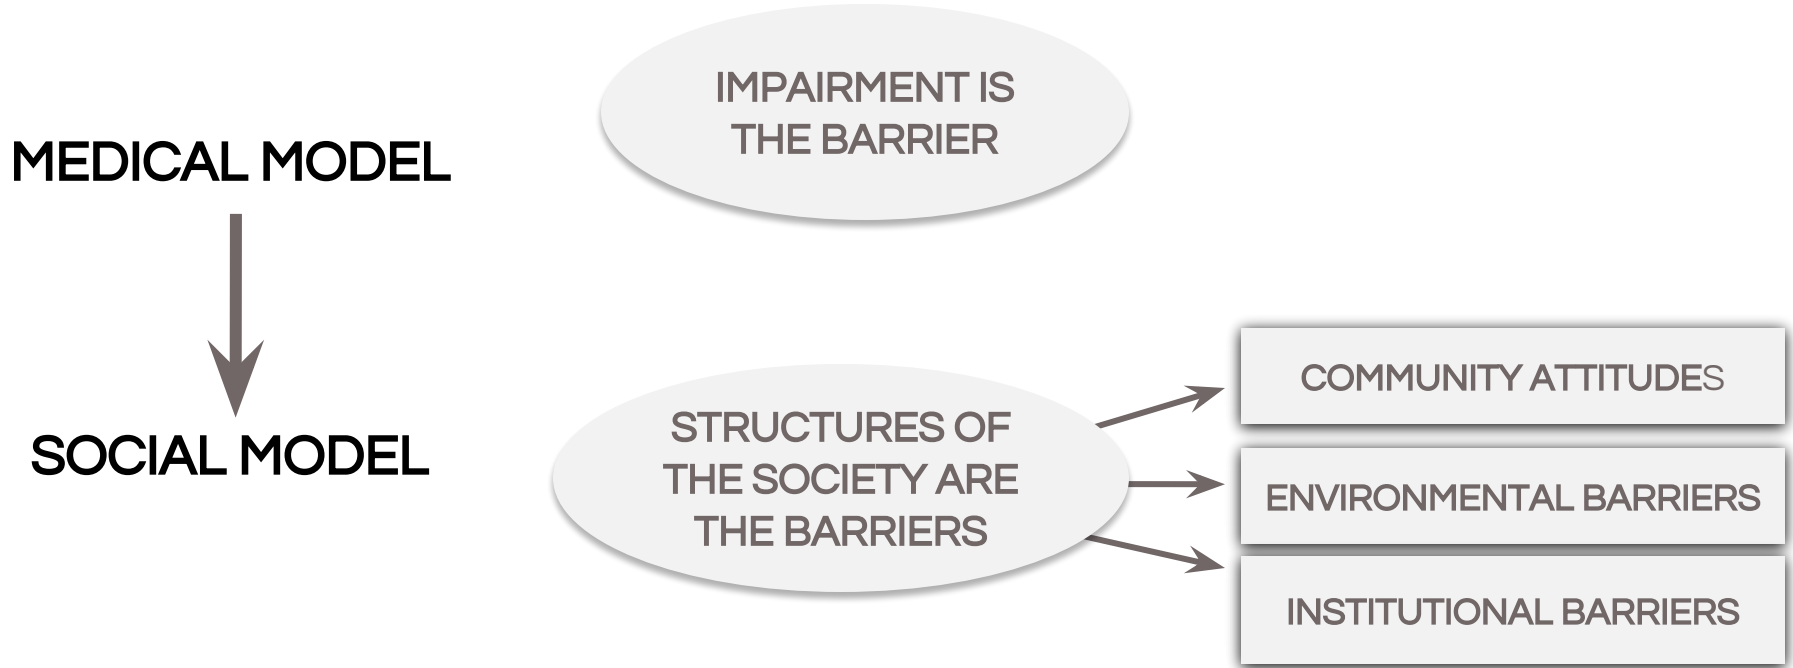 IMPAIRMENT IS
THE BARRIER
MEDICAL MODEL
SOCIAL MODEL
STRUCTURES OF
THE SOCIETY ARE
THE BARRIERS
COMMUNITY ATTITUDES
ENVIRONMENTAL BARRIERS
INSTITUTIONAL BARRIERS